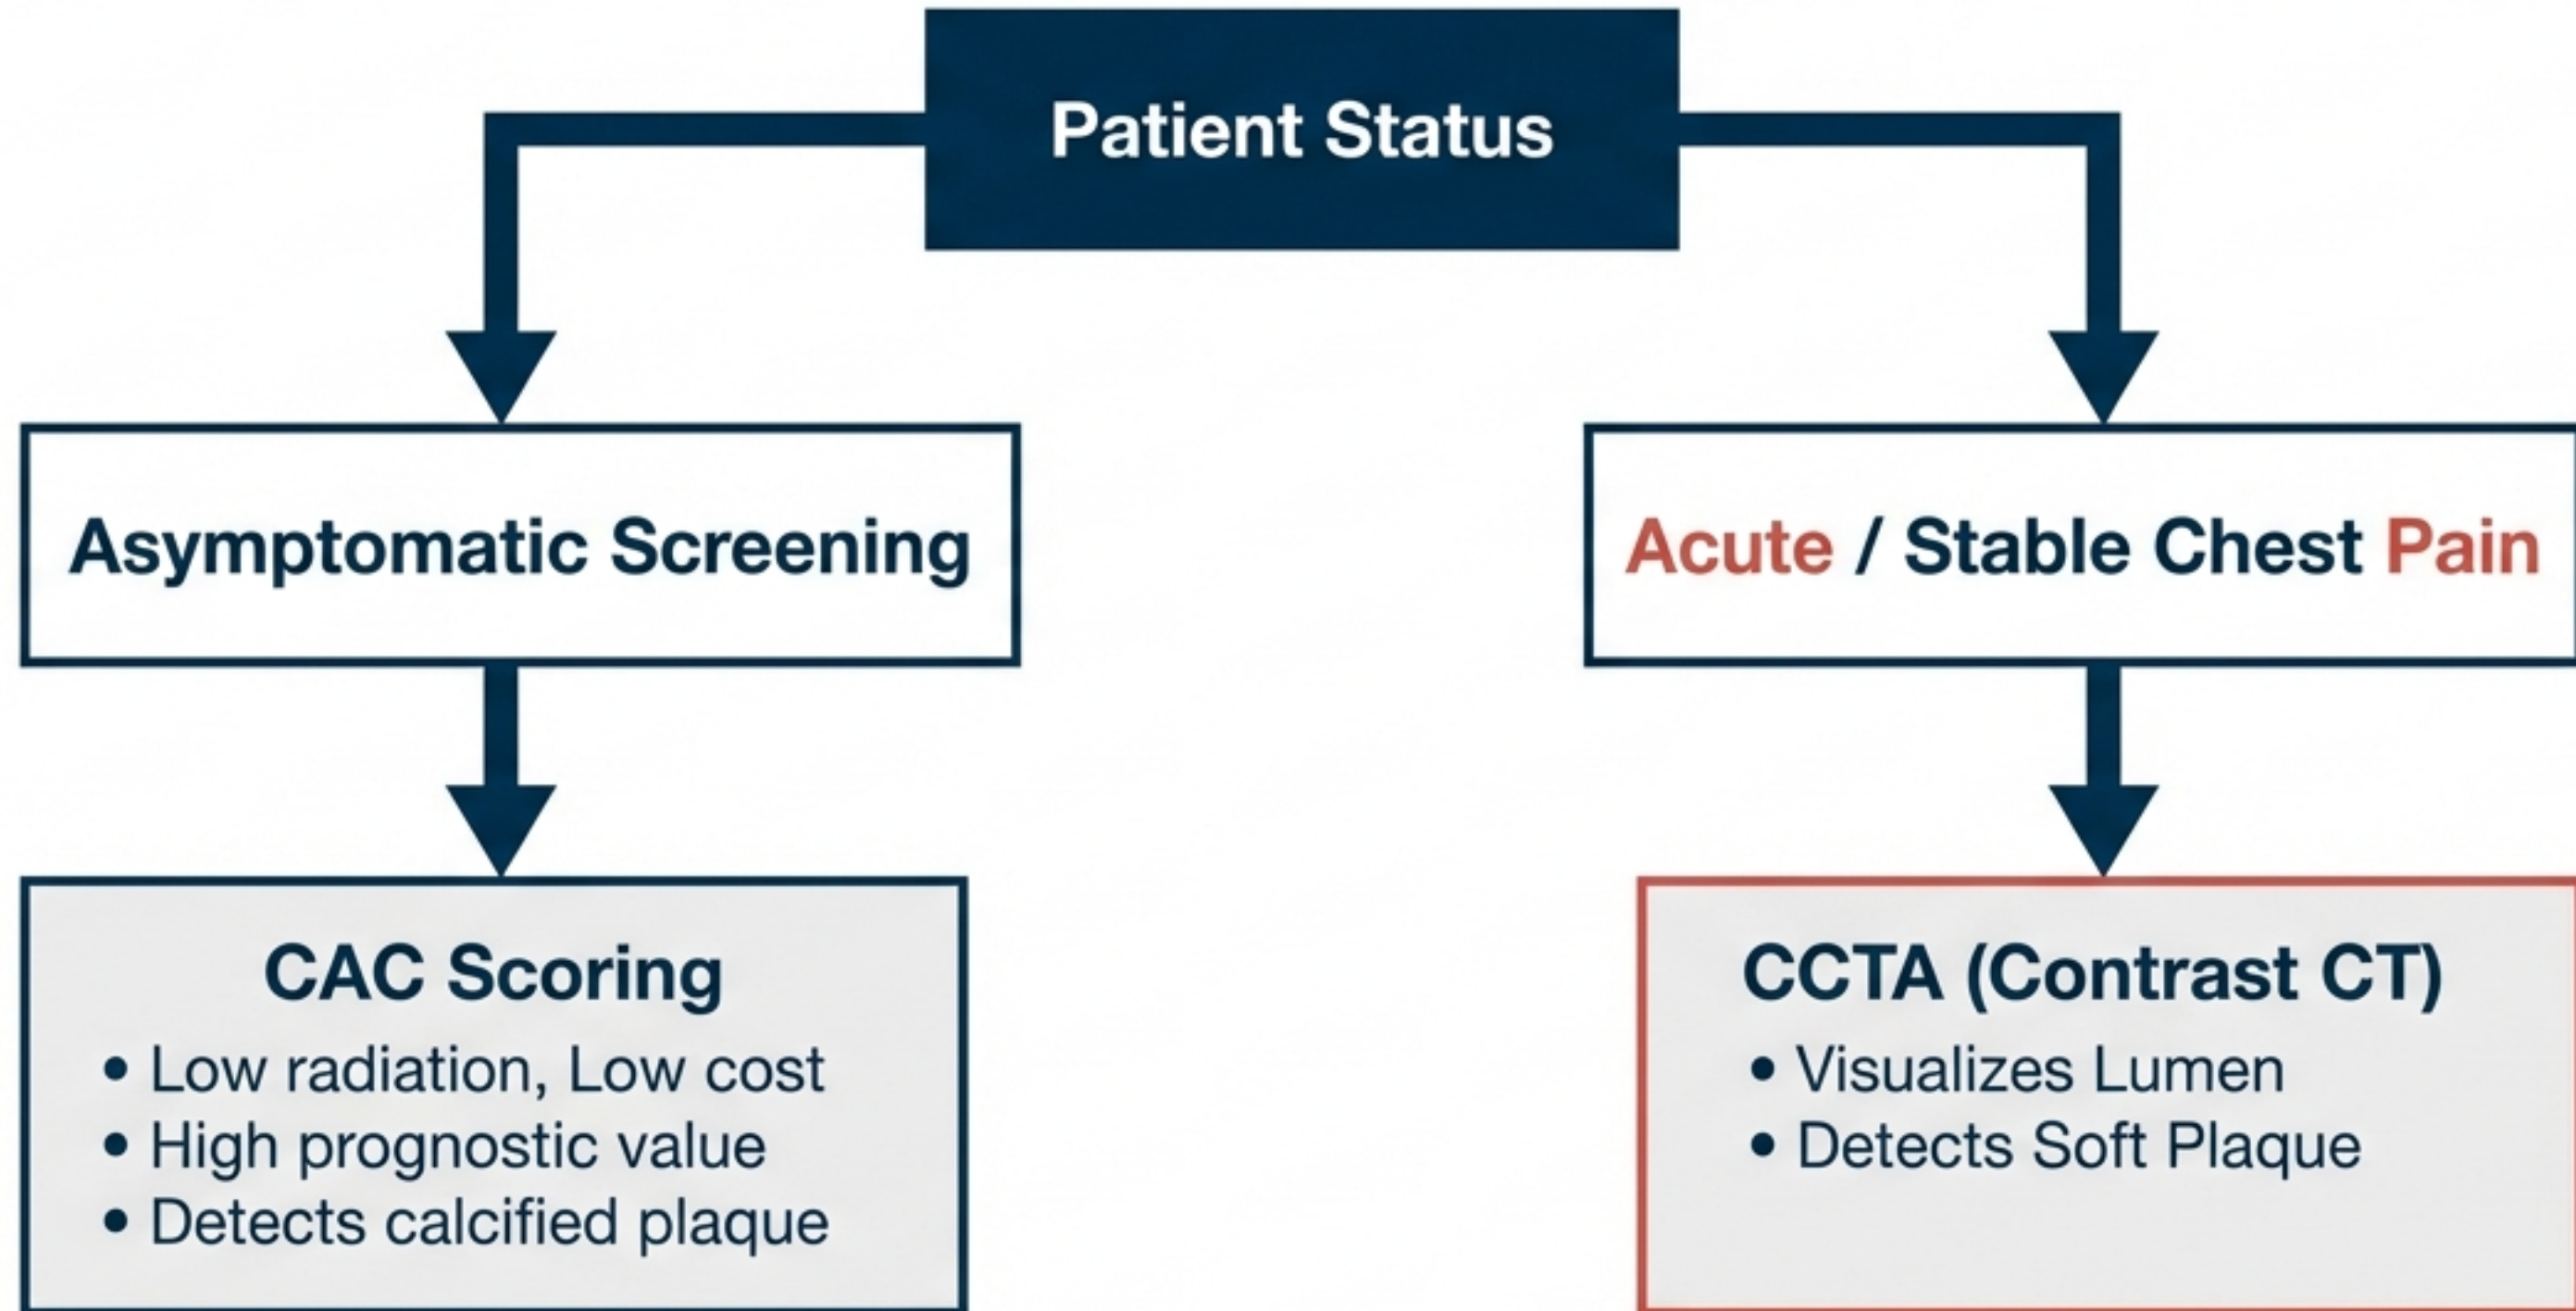 Patient Status
Asymptomatic Screening
Acute / Stable Chest Pain
CAC Scoring
• Low radiation, Low cost
• High prognostic value
• Detects calcified plaque
CCTA (Contrast CT)
• Visualizes Lumen
• Detects Soft Plaque